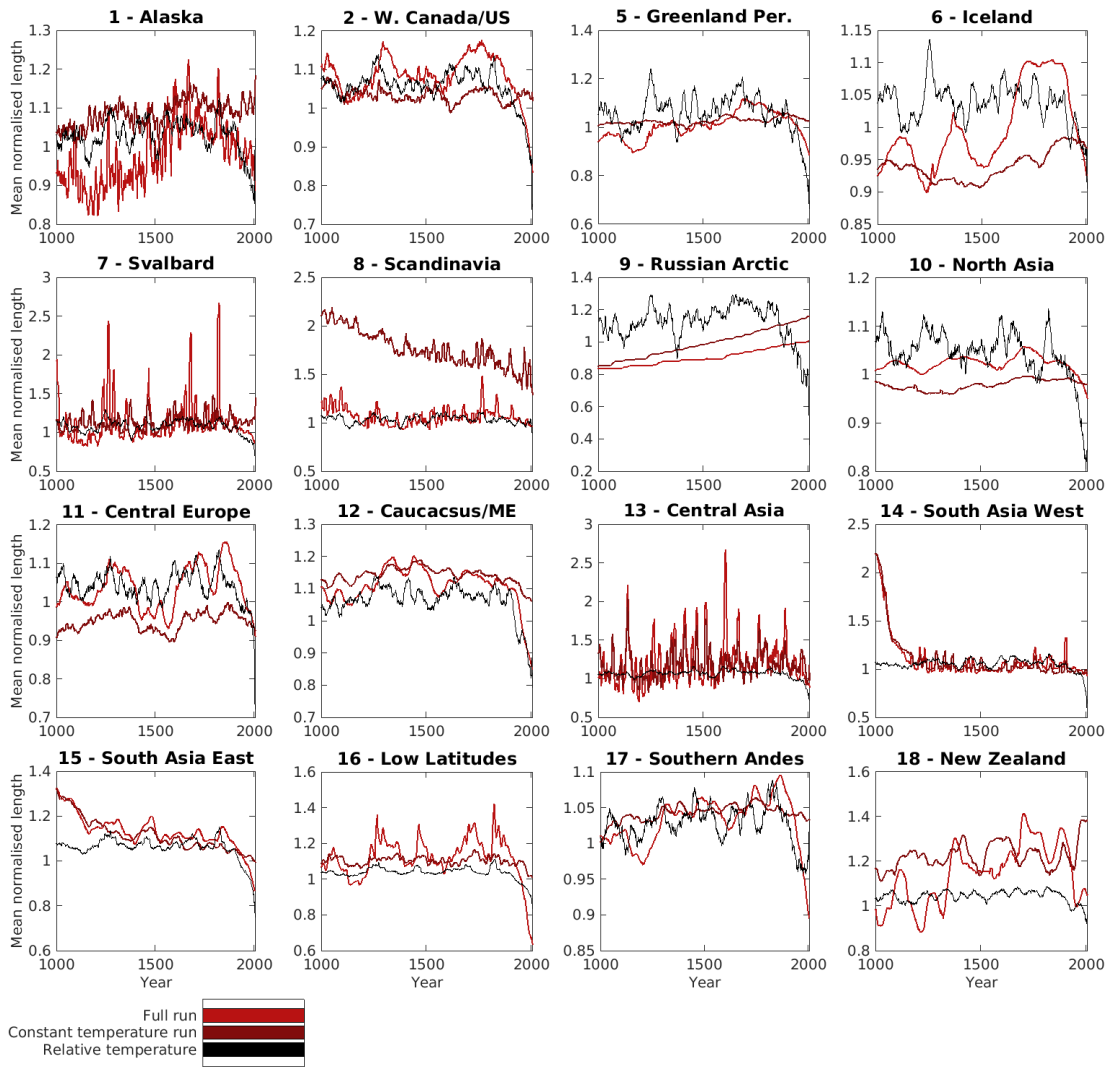 1 - Alaska
2 - W. Canada/US
5 - Greenland Per.
6 - Iceland
Mean normalised length
1.3
1.2
1.1
1
0.9
0.8
1000 1500 2000
1.2
1.1
1
0.9
0.8
0.7
1000 1500 2000
1.4
1.2
1
0.8
0.6
1000 1500 2000
1.15
1.1
1.05
1
0.95
0.9
0.85
1000 1500 2000
7 - Svalbard
8 - Scandinavia
9 - Russian Arctic
10 - North Asia
Mean normalised length
3
2.5
2
1.5
1
0.5
1000 1500 2000
2.5
2
1.5
1
0.5
1000 1500 2000
1.4
1.2
1
0.8
0.6
0.4
0.2
1000 1500 2000
1.2
1.1
1
0.9
0.8
1000 1500 2000
11 - Central Europe
12 - Caucacsus/ME
13 - Central Asia
14 - South Asia West
Mean normalised length
1.2
1.1
1
0.9
0.8
0.7
1000 1500 2000
1.3
1.2
1.1
1
0.9
0.8
0.7
1000 1500 2000
3
2.5
2
1.5
1
0.5
1000 1500 2000
2.5
2
1.5
1
0.5
1000 1500 2000
15 - South Asia East
16 - Low Latitudes
17 - Southern Andes
18 - New Zealand
Mean normalised length
1.4
1.2
1
0.8
0.6
1000 1500 2000
Year
1.6
1.4
1.2
1
0.8
0.6
1000 1500 2000
Year
1.1
1.05
1
0.95
0.9
0.85
1000 1500 2000
Year
1.6
1.4
1.2
1
0.8
1000 1500 2000
Year
Full run
Constant temperature run
Relative temperature